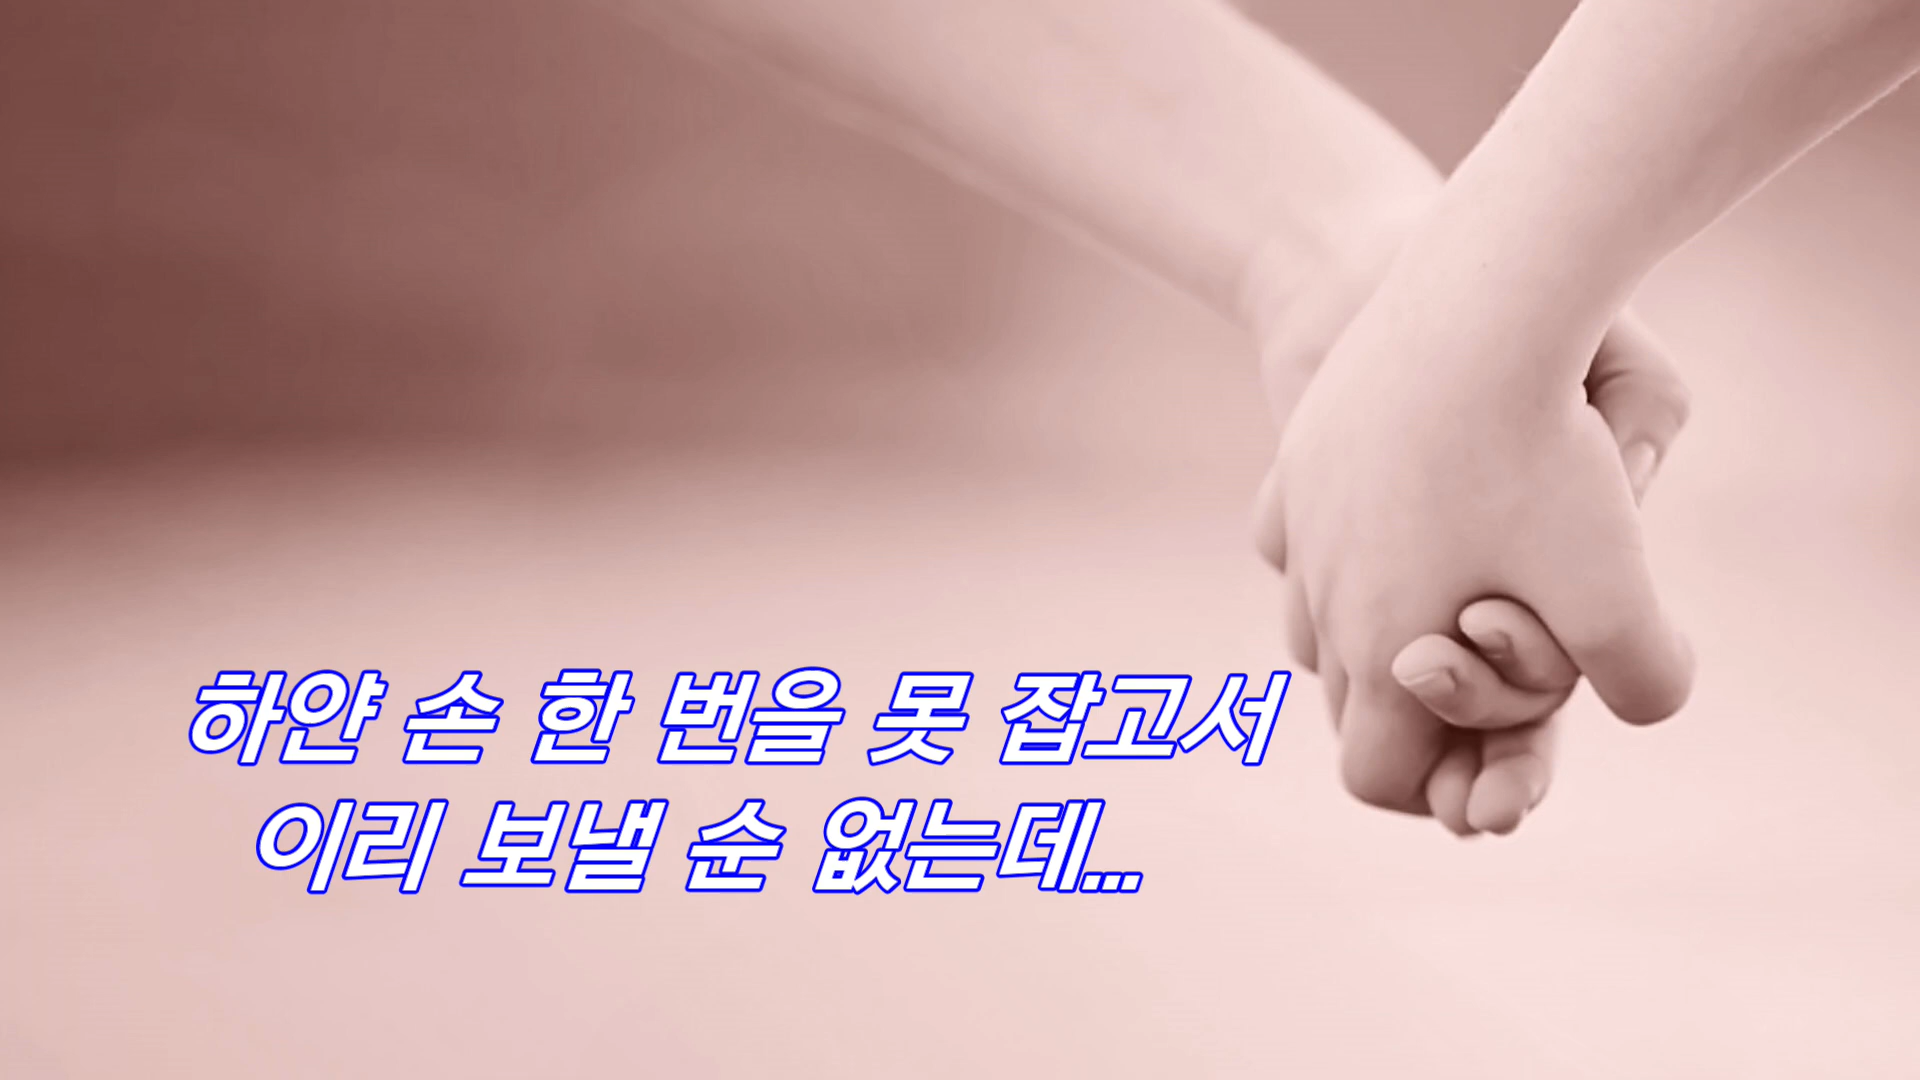 하얀 손 한 번을 못 잡고서
이리 보낼 순 없는데...